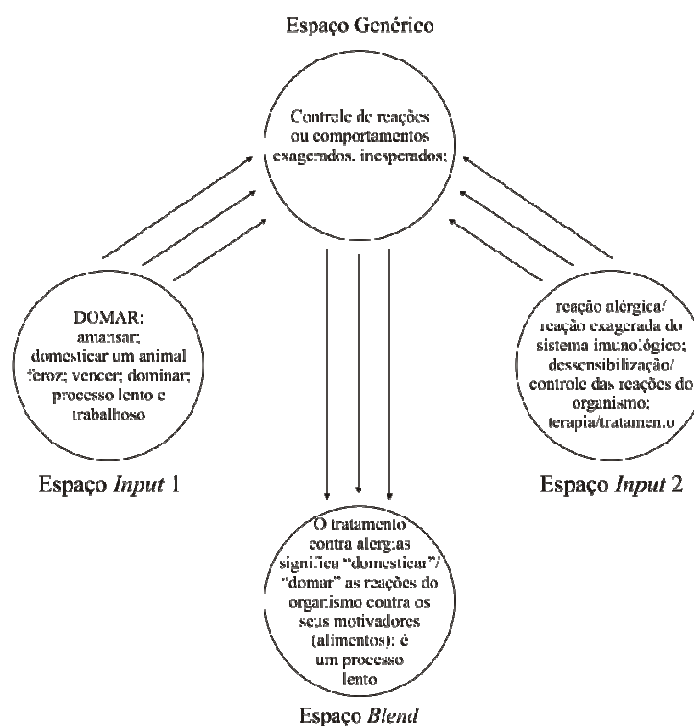 Espaço Genérico
Controle de reações
ou comportamentos
exagerados, inesperados;
DOMAR:
amansar;
domesticar um animal
feroz; vencer; dominar;
processo lento e
trabalhoso
Espaço Input 1
reação alérgica/
reação exagerada do
sistema imunológico;
dessensibilização/
controle das reações do
organismo;
terapia/tratamento
Espaço Input 2
O tratamento
contra alergias
significa “domesticar”/
“domar” as reações do
organismo contra os
seus motivadores
(alimentos); é
um processo
lento
Espaço Blend